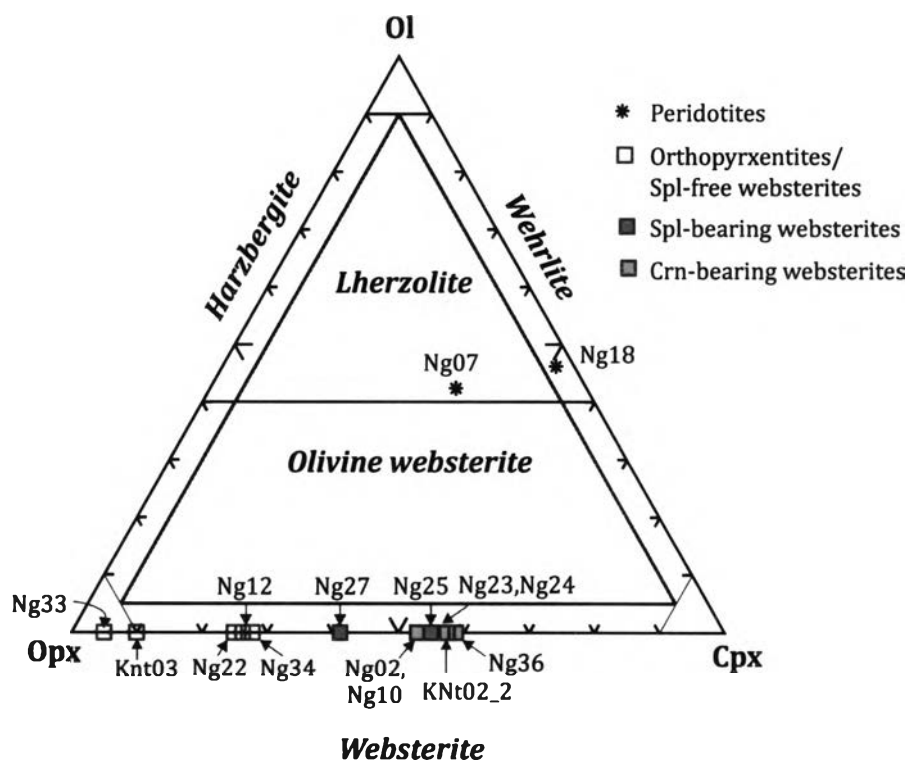 Ol
Peridotites
Orthopyrxentites/
Spl-free websterites
Spl-bearing websterites
Crn-bearing websterites
Harzbergite
Wehrlite
Lherzolite
Ng07
Ng18
Olivine websterite
Ng33
Ng12
Ng27
Ng25
Ng23,Ng24
Opx
Knt03
Ng22
Ng34
Ng02,
Ng10
KNt02_2
Ng36
Cpx
Websterite